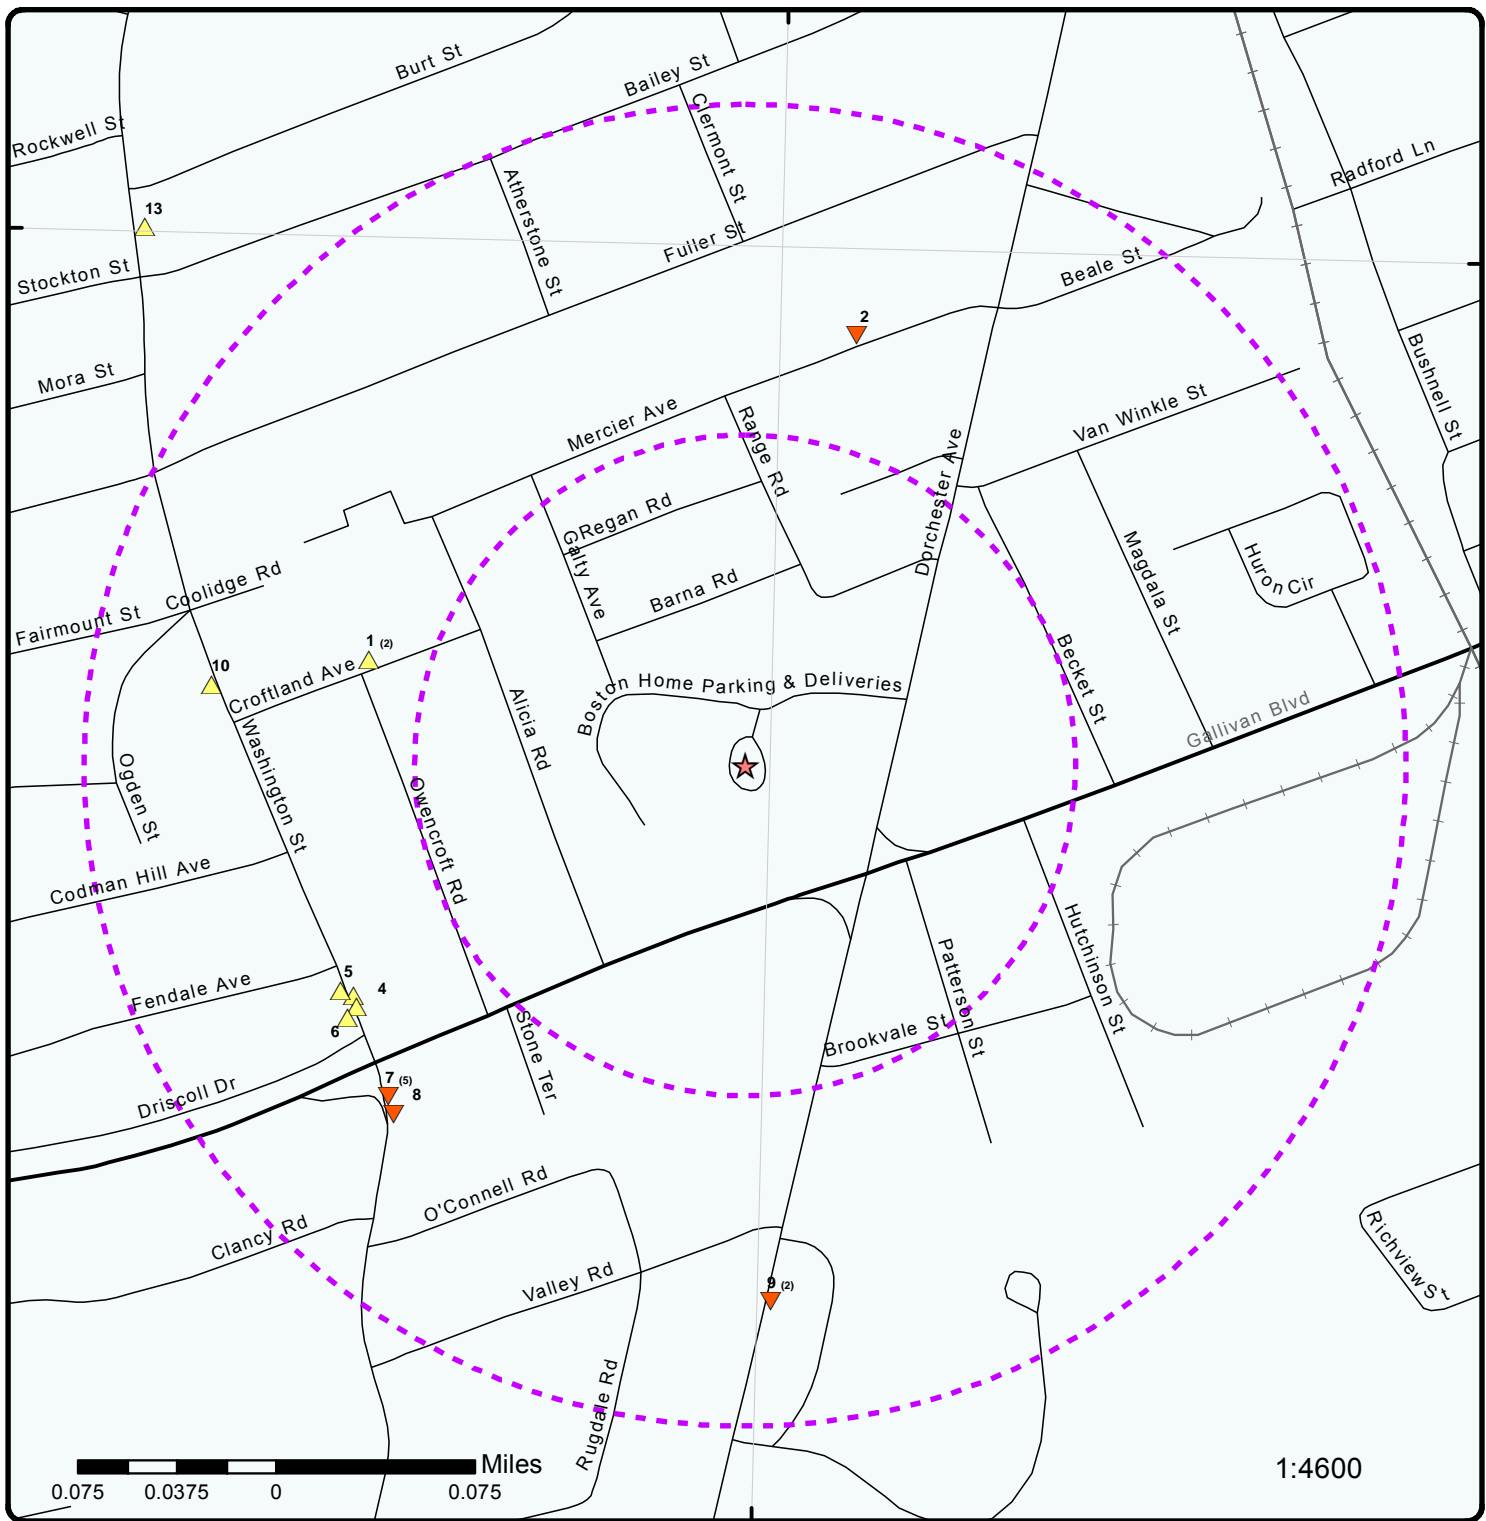 Burt St
Bailey St
Clermont St
Rockwell St
Radford Ln
Atherstone St
13
Fuller St
Stockton St
Beale St
2
Mora St
Bushnell St
Mercier Ave
Range Rd
Van Winkle St
Dorchester Ave
Regan Rd
Galty Ave
Magdala St
Huron Cir
Coolidge Rd
Barna Rd
Fairmount St
1 (2)
10
Croftland Ave
Becket St
Boston Home Parking & Deliveries
Alicia Rd
Gallivan Blvd
Washington St
Ogden St
Owencroft Rd
Codman Hill Ave
Hutchinson St
Patterson St
5
4
Fendale Ave
6
Stone Ter
Brookvale St
7 (5)
8
Driscoll Dr
O'Connell Rd
Clancy Rd
Richview St
Valley Rd
9 (2)
Rugdale Rd
Miles
1:4600
0.075 0.0375 0 0.075